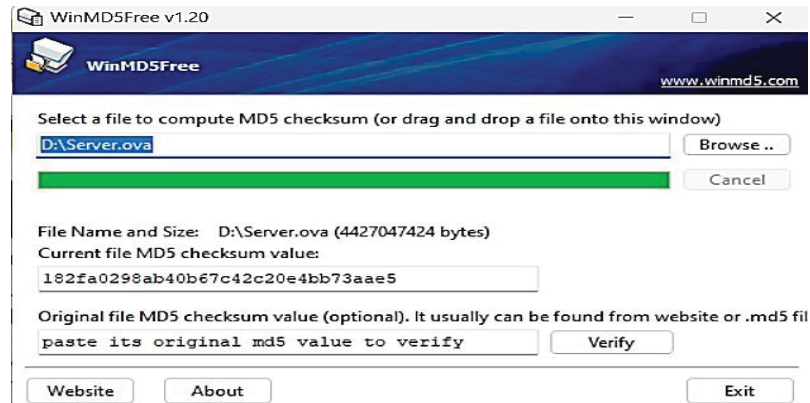 WinMD5Free v1.20
WinMD5Free
www.winmd5.com
Select a file to compute MD5 checksum (or drag and drop a file onto this window)
D:\Server.ova
Browse ..
Cancel
File Name and Size: D:\Server.ova (4427047424 bytes)
Current file MD5 checksum value:
182fa0298ab40b67c42c20e4bb73aae5
Original file MD5 checksum value (optional). It usually can be found from website or .md5 fil
paste its original md5 value to verify
Verify
Website
About
Exit